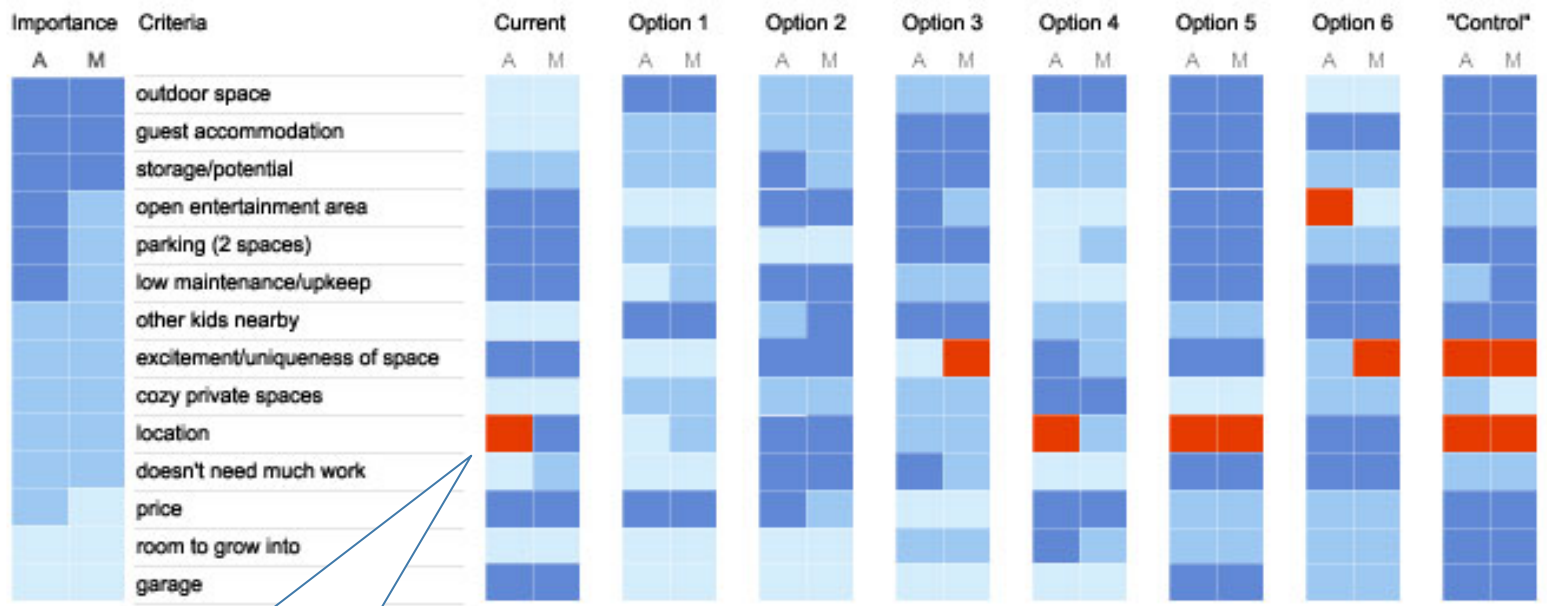 Importance Criteria Current Option 1 Option 2 Option 3 Option 4 Option 5 Option 6 "Control"
A M A M A M A M A M A M A M A M A M
outdoor space
guest accommodation
storage/potential
open entertainment area
parking (2 spaces)
low maintenance/upkeep
other kids nearby
excitement/uniqueness of space
cozy private spaces
location
doesn't need much work
price
room to grow into
garage